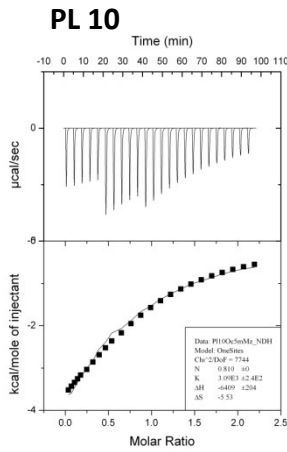 PL 10
Time (min)
-10 0 10 20 30 40 50 60 70 80 90 100 110
0
µcal/sec
-6
0
-2
-4
kcal/mole of injectant
Data: Pl10Oc5mMz_NDH
Model: OneSites
Chi^2/DoF = 7744
N 0.810 ±0
K 3.09E3 ±2.4E2
ΔH -6409 ±204
ΔS -5.53
0.0 0.5 1.0 1.5 2.0 2.5
Molar Ratio